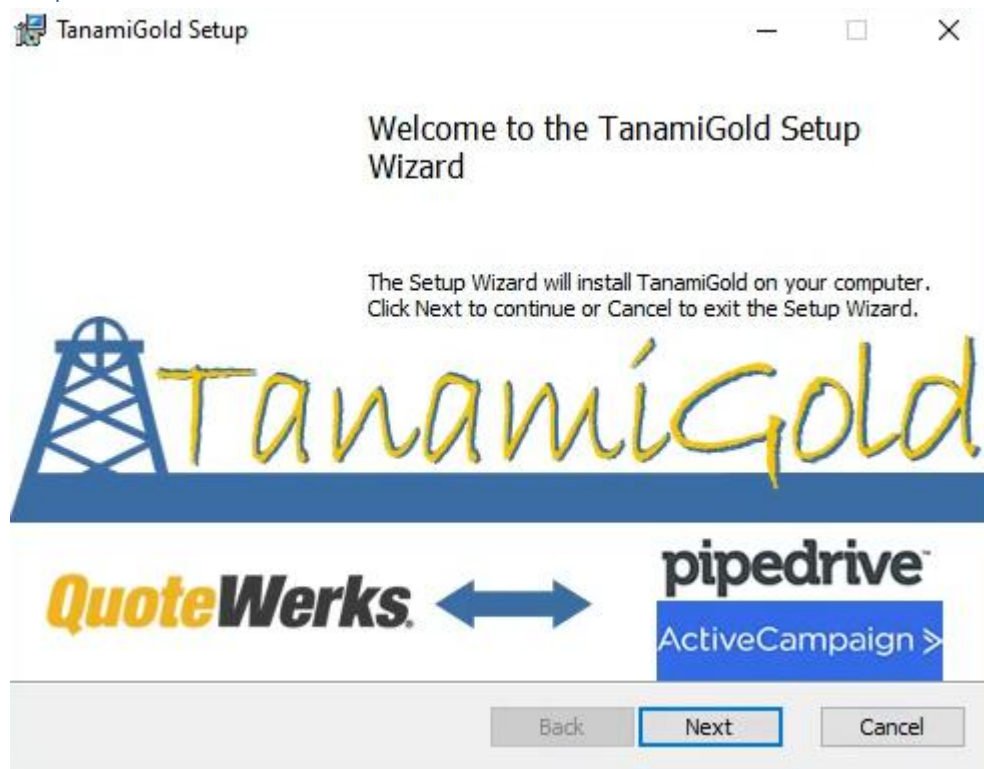 TanamiGold Setup
Welcome to the TanamiGold Setup
Wizard
The Setup Wizard will install TanamiGold on your computer.
Click Next to continue or Cancel to exit the Setup Wizard.
TanamiGold
QuoteWerks®
pipedrive™
ActiveCampaign >
Back Next Cancel